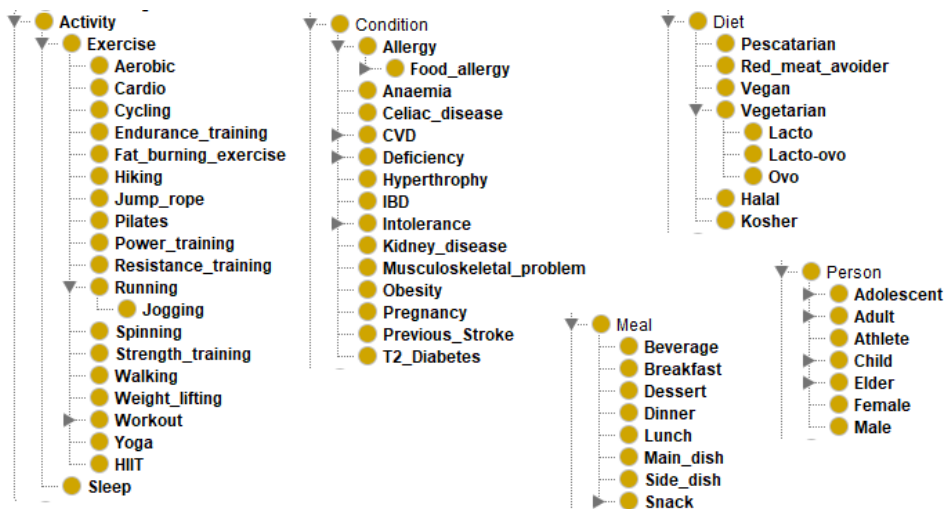 Activity
Exercise
Aerobic
Cardio
Cycling
Endurance_training
Fat_burning_exercise
Hiking
Jump_rope
Pilates
Power_training
Resistance_training
Running
Jogging
Spinning
Strength_training
Walking
Weight_lifting
Workout
Yoga
HIIT
Sleep
Condition
Allergy
Food_allergy
Anaemia
Celiac_disease
CVD
Deficiency
Hyperthrophy
IBD
Intolerance
Kidney_disease
Musculoskeletal_problem
Obesity
Pregnancy
Previous_Stroke
T2_Diabetes
Diet
Pescatarian
Red_meat_avoider
Vegan
Vegetarian
Lacto
Lacto-ovo
Ovo
Halal
Kosher
Meal
Beverage
Breakfast
Dessert
Dinner
Lunch
Main_dish
Side_dish
Snack
Person
Adolescent
Adult
Athlete
Child
Elder
Female
Male